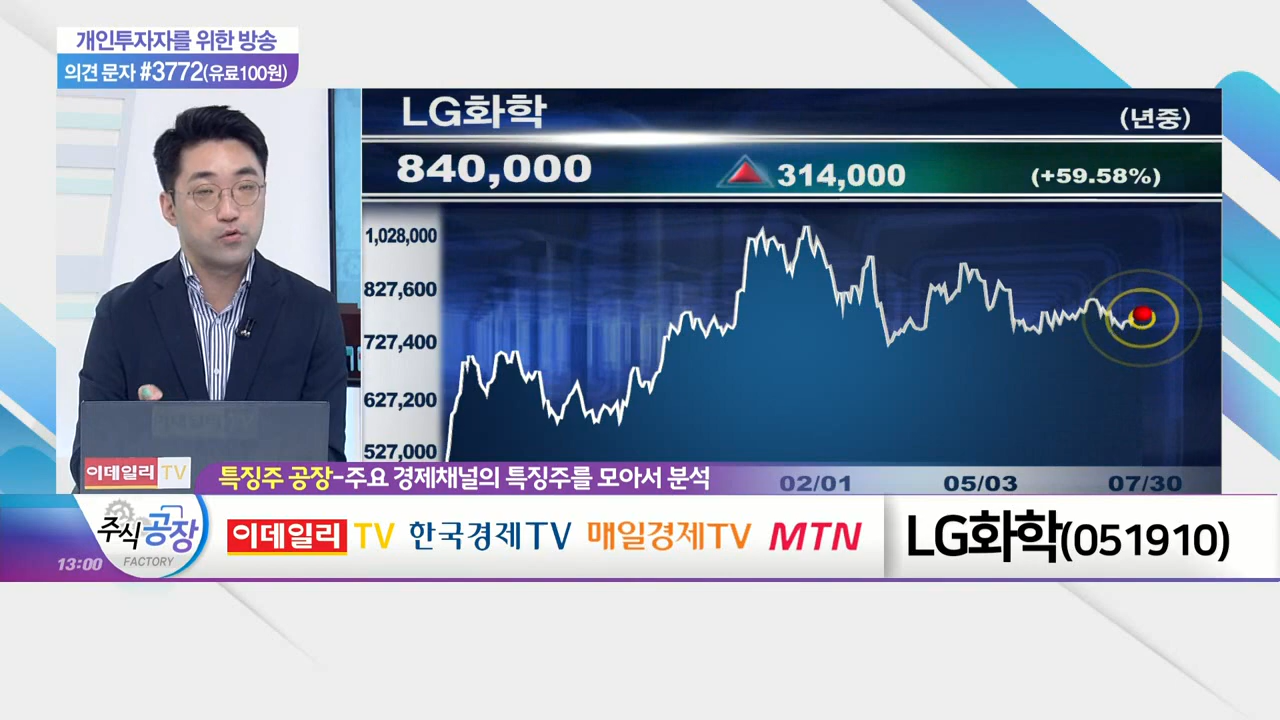 개인투자자를 위한 방송
의견 문자 #3772(유료100원)
LG화학
(년중)
840,000
314,000
(+59.58%)
1,028,000
827,600
727,400
627,200
527,000
02/01
05/03
07/30
이데일리 TV
특징주 공장-주요 경제채널의 특징주를 모아서 분석
주식공장
FACTORY
13:00
이데일리 TV 한국경제TV 매일경제TV MTN
LG화학(051910)